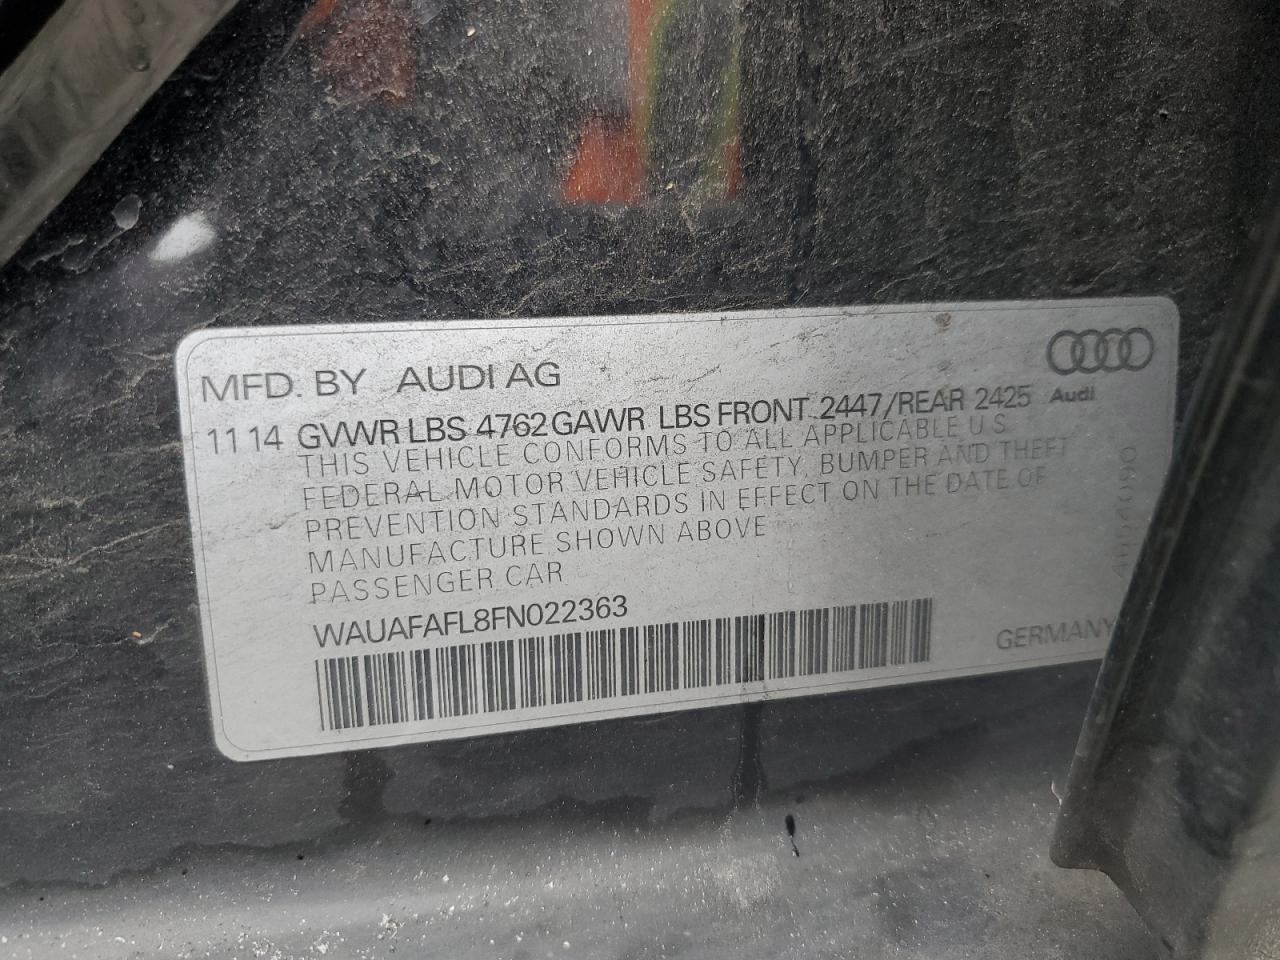 MFD. BY AUDI AG
11 14 GVWR LBS 4762 GAWR LBS FRONT 2447/REAR 2425
Audi
THIS VEHICLE CONFORMS TO ALL APPLICABLE U S
FEDERAL MOTOR VEHICLE SAFETY, BUMPER AND THEFT
PREVENTION STANDARDS IN EFFECT ON THE DATE OF
MANUFACTURE SHOWN ABOVE
PASSENGER CAR
WAUAFAFL8FN022363
GERMANY